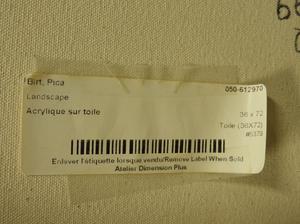 Birt, Pica
050-612970
Landscape
Acrylique sur toile
36 x 72
Toile (36X72)
Enlever l'étiquette lorsque vendu/Remove Label When Sold
Atelier Dimension Plus